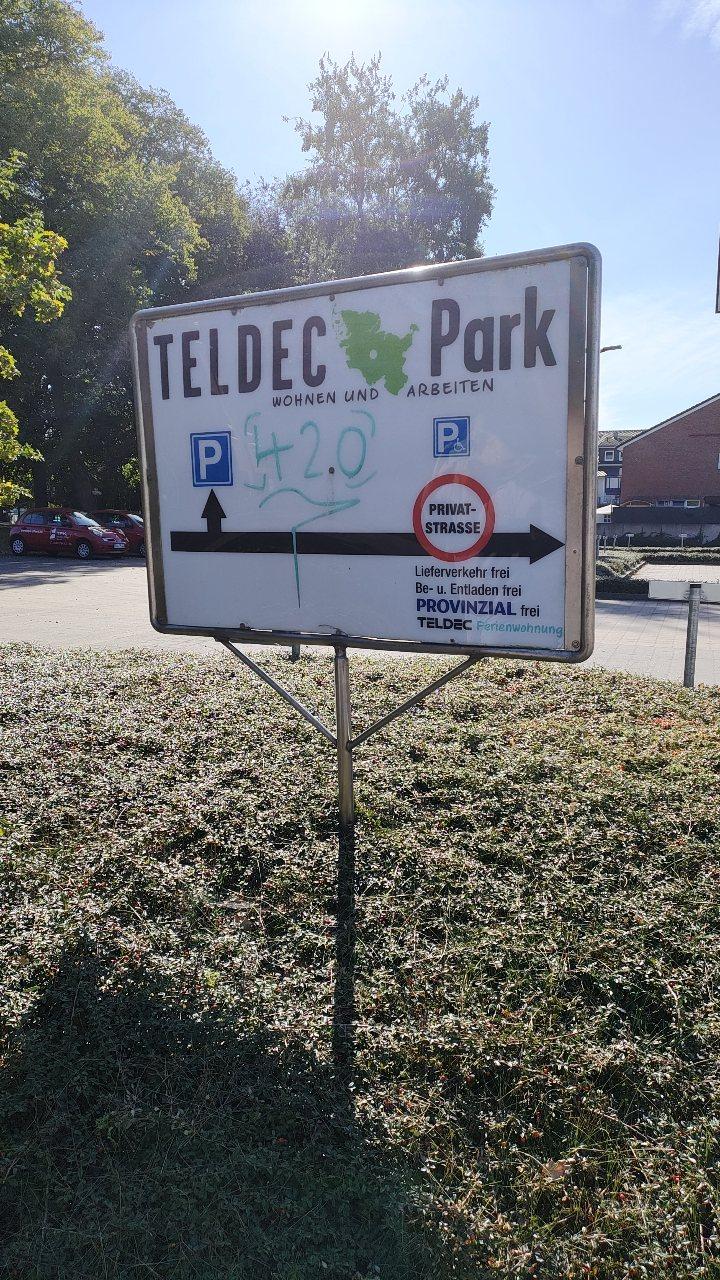 TELDEC Park
WOHNEN UND ARBEITEN
P
420
P
PRIVAT-
STRASSE
Lieferverkehr frei
Be- u. Entladen frei
PROVINZIAL frei
TELDEC Ferienwohnung